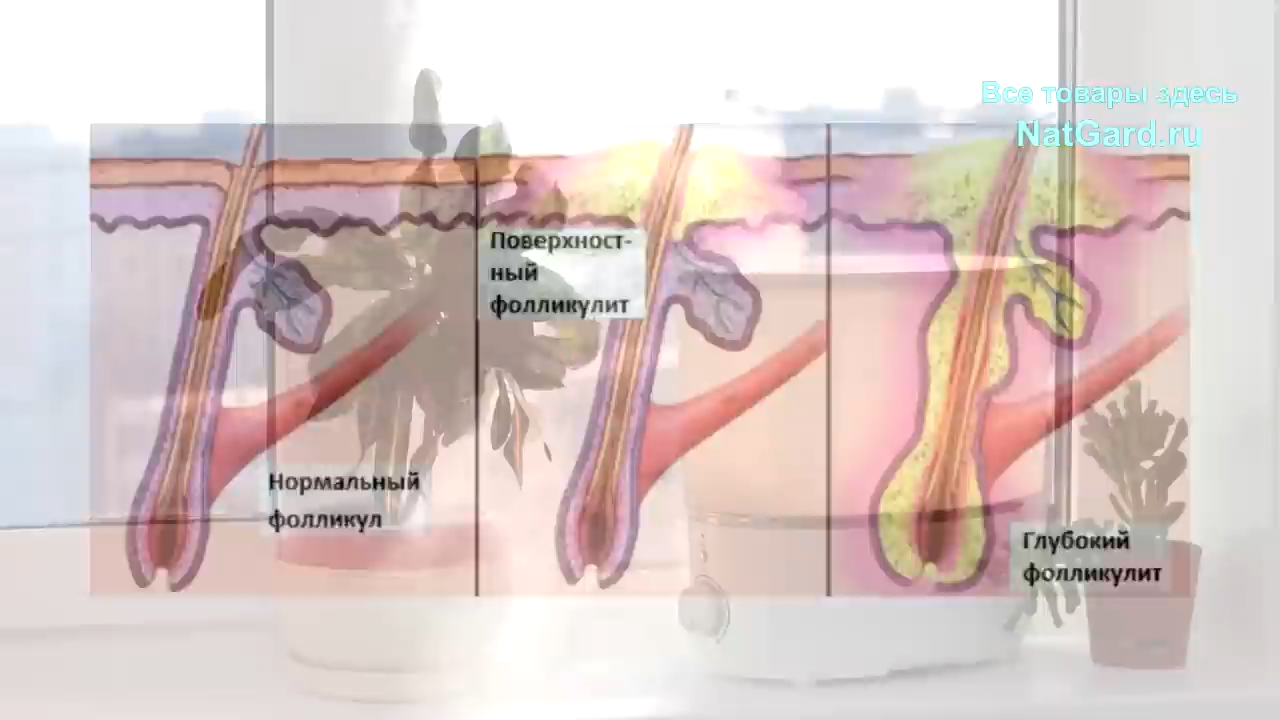 Все товары здесь
NatGard.ru
Поверхност-
ный
фолликулит
Нормальный
фолликул
Глубокий
фолликулит